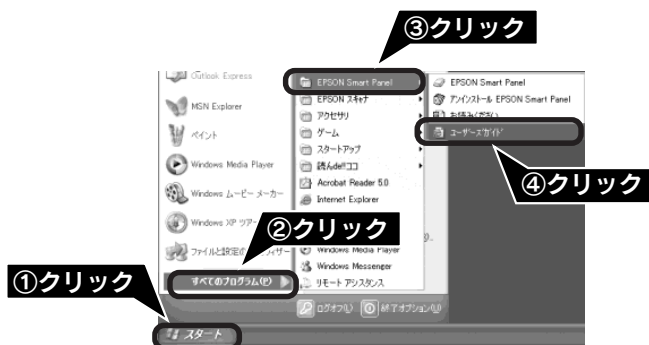 ③クリック
Outlook Express
MSN Explorer
ペイント
Windows Media Player
Windows ムービー メーカー
Windows XP ツアー
ファイルと設定の
②クリック
すべてのプログラム(P)
①クリック
スタート
EPSON Smart Panel
EPSON スキャナ
アクセサリ
ゲーム
スタートアップ
読んde!!ココ
Acrobat Reader 5.0
Internet Explorer
Windows Media Player
Windows Messenger
リモート アシスタンス
ログオフ(L)
終了オプション(U)
EPSON Smart Panel
アンインストール EPSON Smart Panel
お読みください
ユーザーズガイド
④クリック